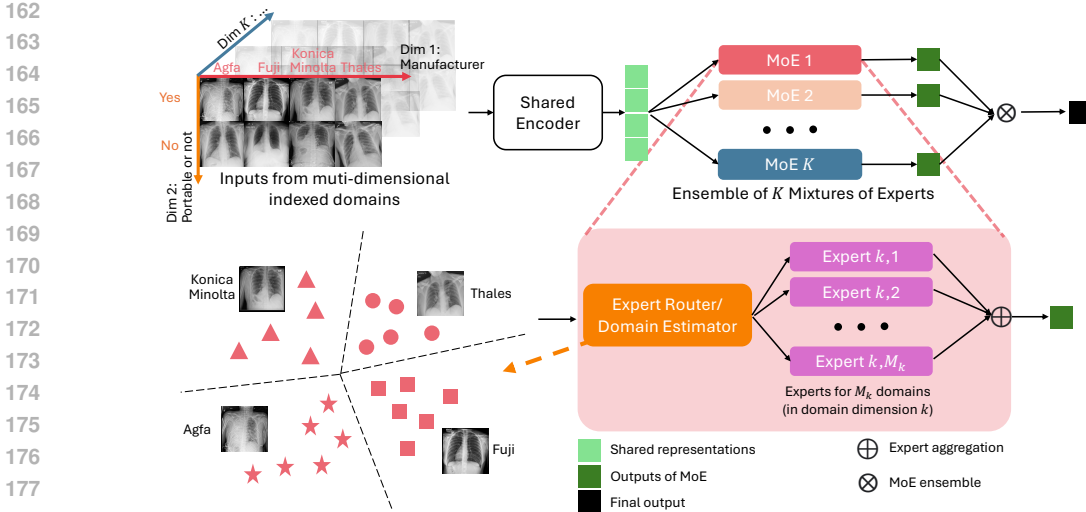 162
163
164
165
166
167
168
169
170
171
172
173
174
175
176
177
Dim K: ...
Dim 1:
Manufacturer
Agfa
Fuji
Konica
Minolta
Thales
Yes
No
Dim 2:
Portable or not
Inputs from muti-dimensional
indexed domains
Shared
Encoder
MoE 1
MoE 2
• • •
MoE K
Ensemble of K Mixtures of Experts
Konica
Minolta
Thales
Agfa
Fuji
Expert Router/
Domain Estimator
Expert k,1
Expert k,2
• • •
Expert k,M_k
Experts for M_k domains
(in domain dimension k)
Shared representations
Outputs of MoE
Final output
Expert aggregation
MoE ensemble